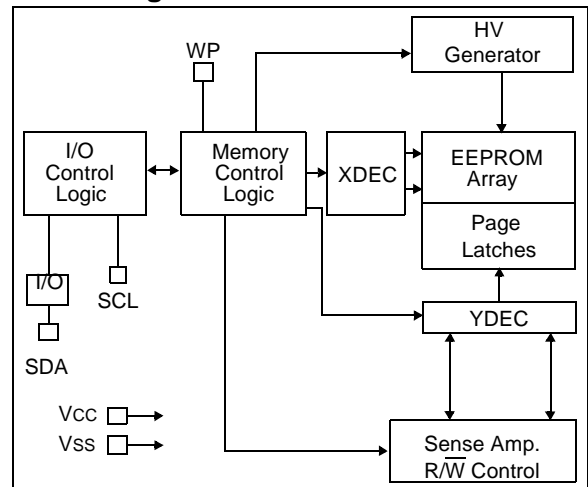 HV
Generator
WP
I/O
Control
Logic
Memory
Control
Logic
XDEC
EEPROM
Array
Page
Latches
I/O
SCL
SDA
YDEC
VCC
VSS
Sense Amp.
R/W̅ Control